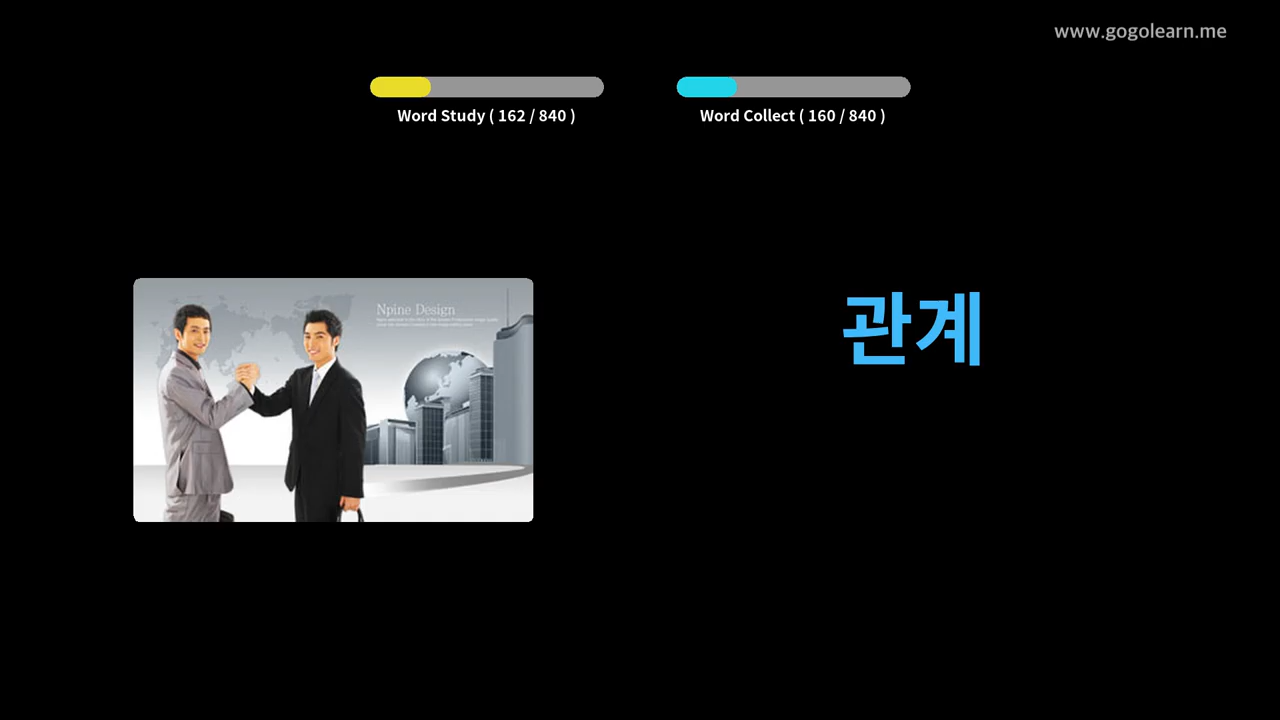 www.gogolearn.me
Word Study ( 162 / 840 )
Word Collect ( 160 / 840 )
Npine Design
관계